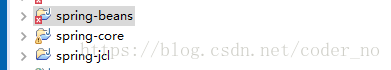 spring-beans
spring-core
https://blog.csdn.net/coder_no
spring-jcl